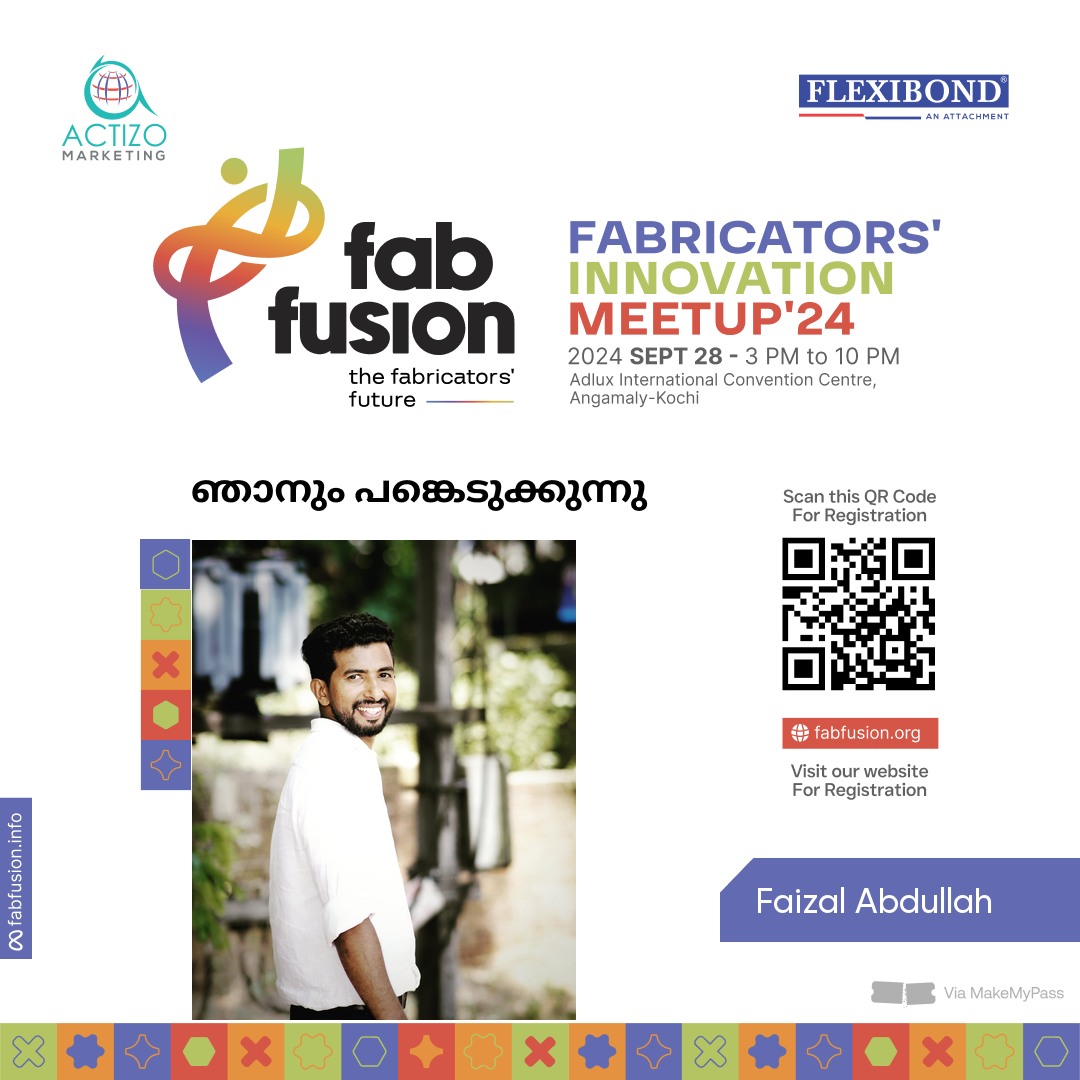 ACTIZO
MARKETING
FLEXIBOND®
AN ATTACHMENT
fab
fusion
the fabricators'
future
FABRICATORS'
INNOVATION
MEETUP'24
2024 SEPT 28 - 3 PM to 10 PM
Adlux International Convention Centre,
Angamaly-Kochi
ഞാനും പങ്കെടുക്കുന്നു
Scan this QR Code
For Registration
fabfusion.org
Visit our website
For Registration
fabfusion.info
Faizal Abdullah
Via MakeMyPass